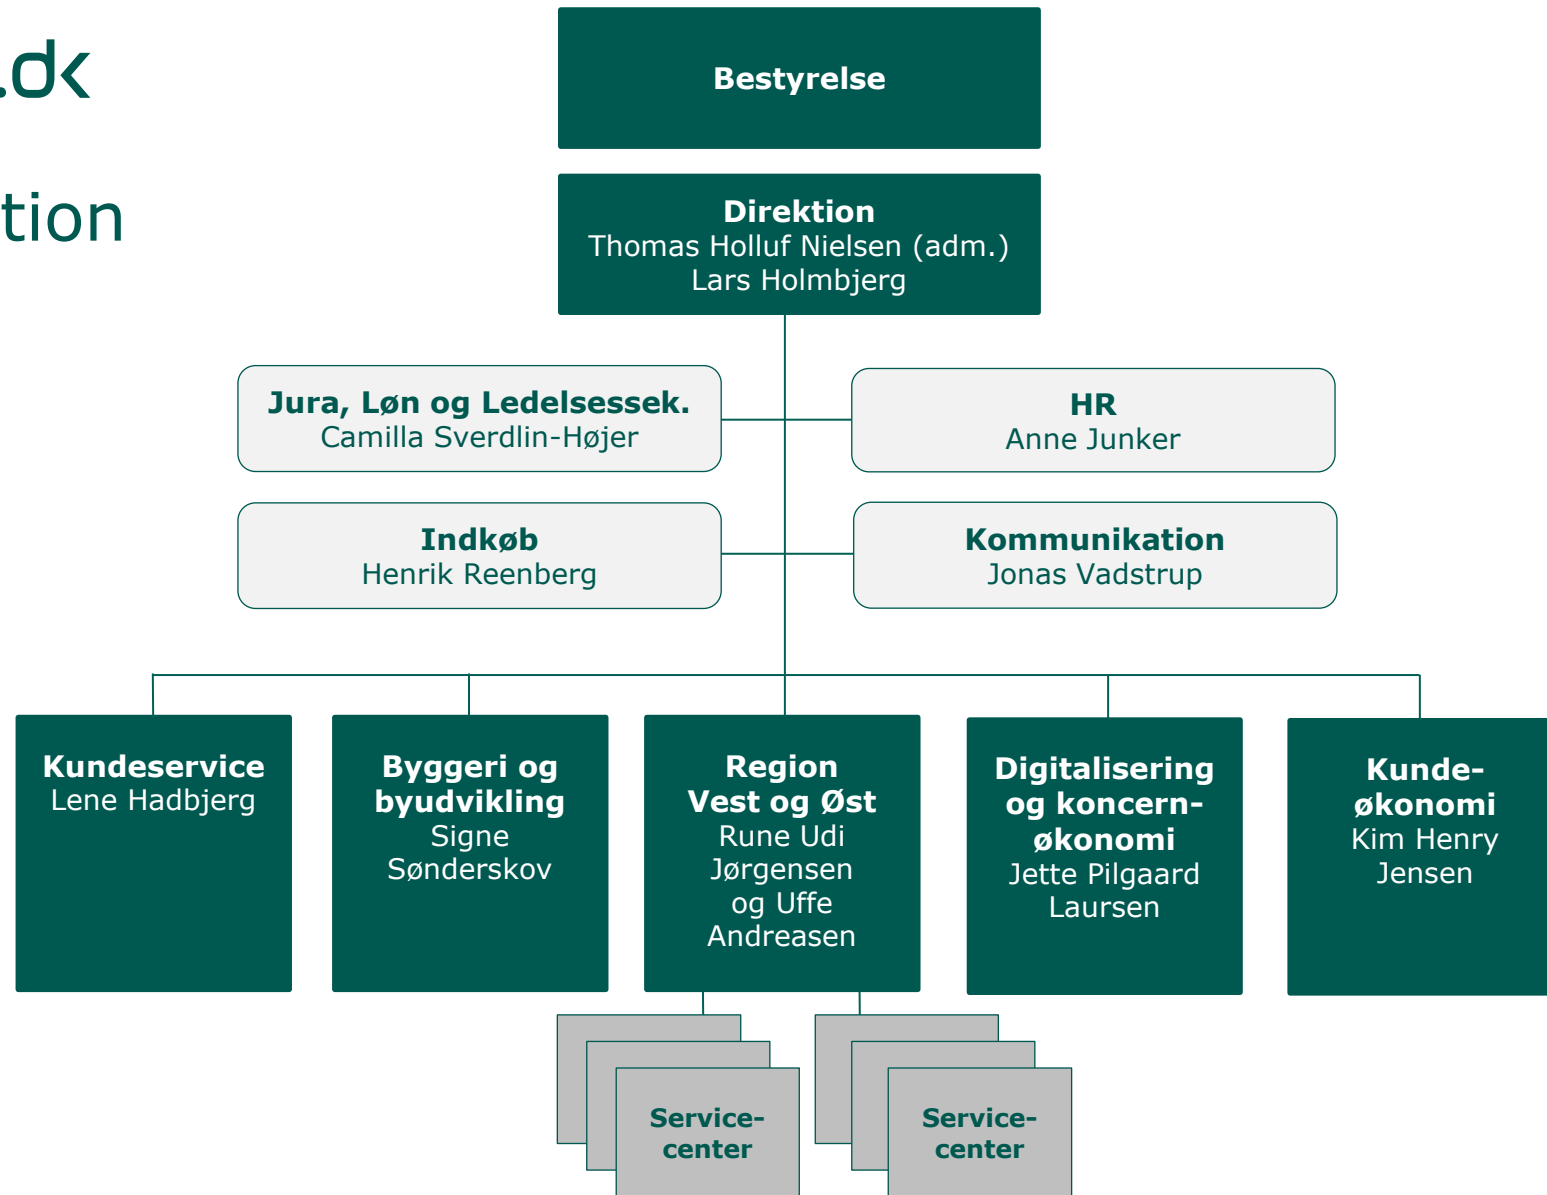 .dk
tion
Bestyrelse
Direktion
Thomas Holluf Nielsen (adm.)
Lars Holmbjerg
Jura, Løn og Ledelsessek.
Camilla Sverdlin-Højer
HR
Anne Junker
Indkøb
Henrik Reenberg
Kommunikation
Jonas Vadstrup
Kundeservice
Lene Hadbjerg
Byggeri og
byudvikling
Signe
Sønderskov
Region
Vest og Øst
Rune Udi
Jørgensen
og Uffe
Andreasen
Digitalisering
og koncern-
økonomi
Jette Pilgaard
Laursen
Kunde-
økonomi
Kim Henry
Jensen
Service-
center
Service-
center